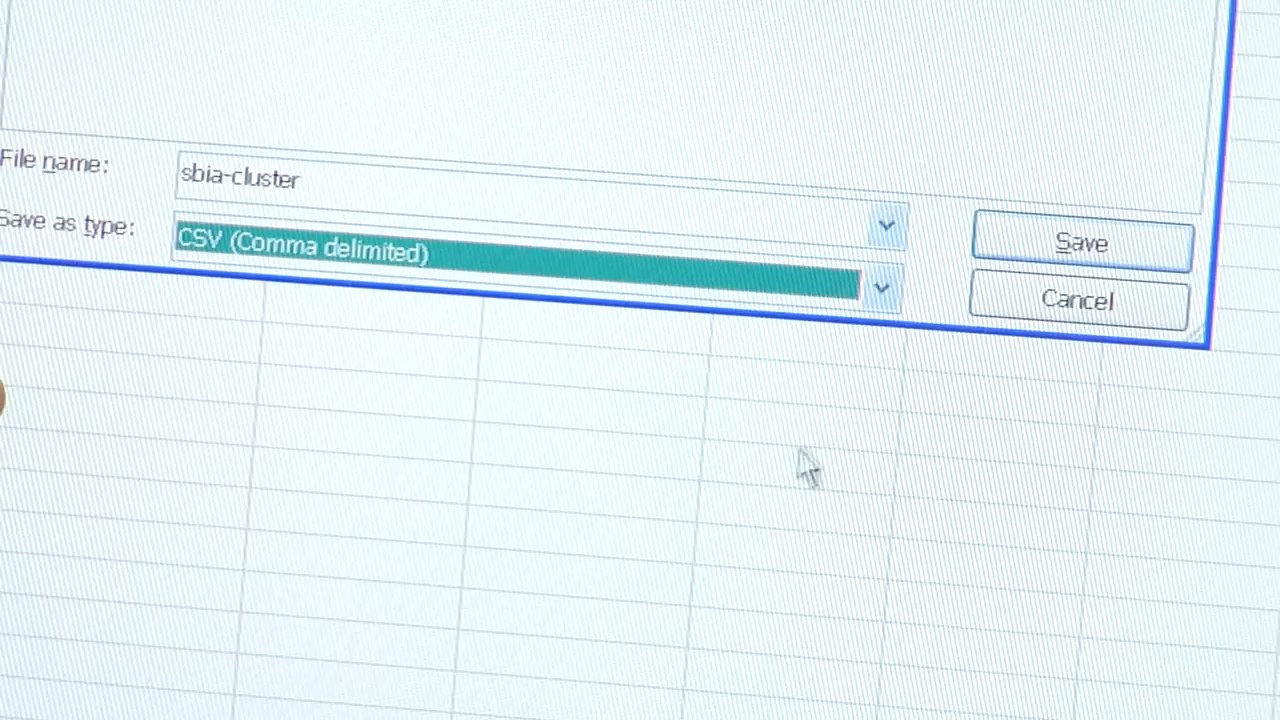 File name: sbia-cluster
Save as type: CSV (Comma delimited)
Save
Cancel